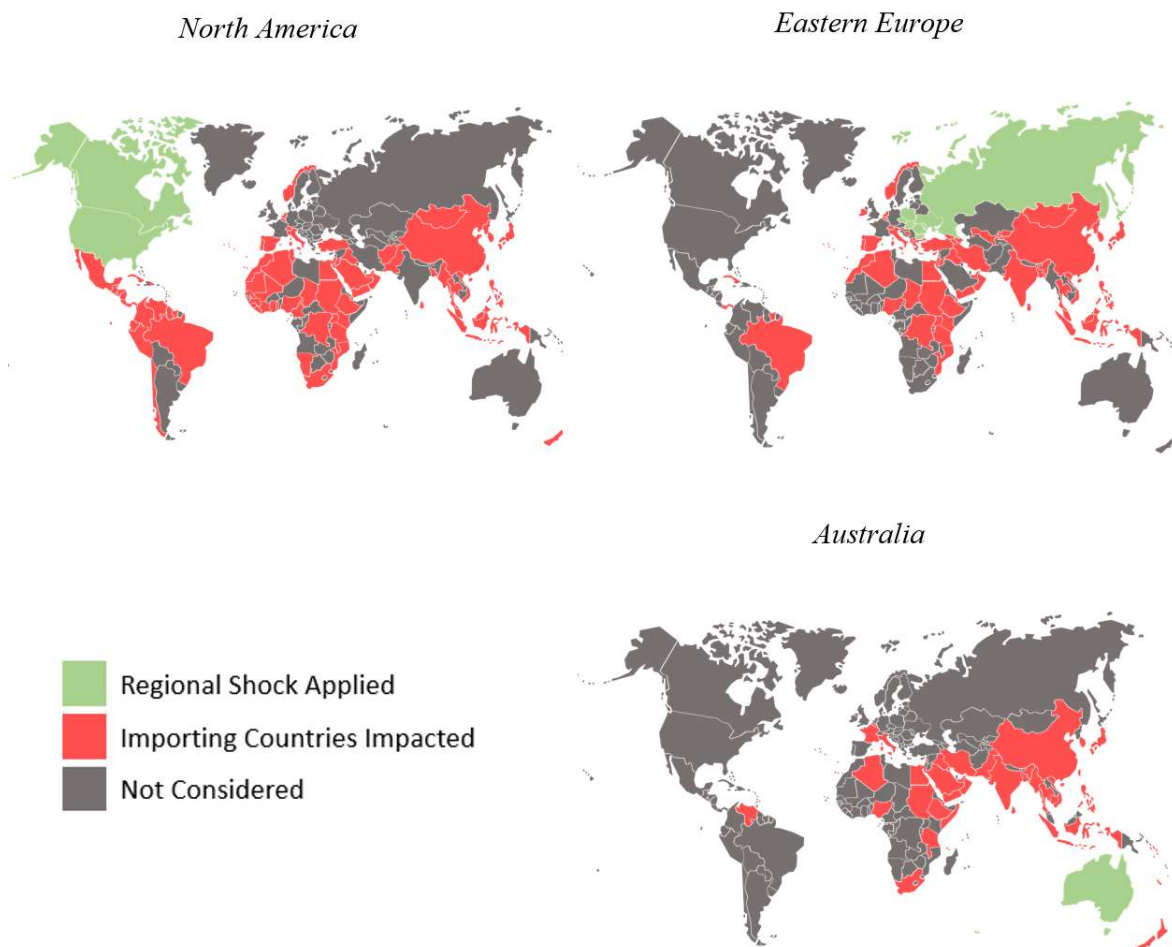 North America
Eastern Europe
Australia
Regional Shock Applied
Importing Countries Impacted
Not Considered